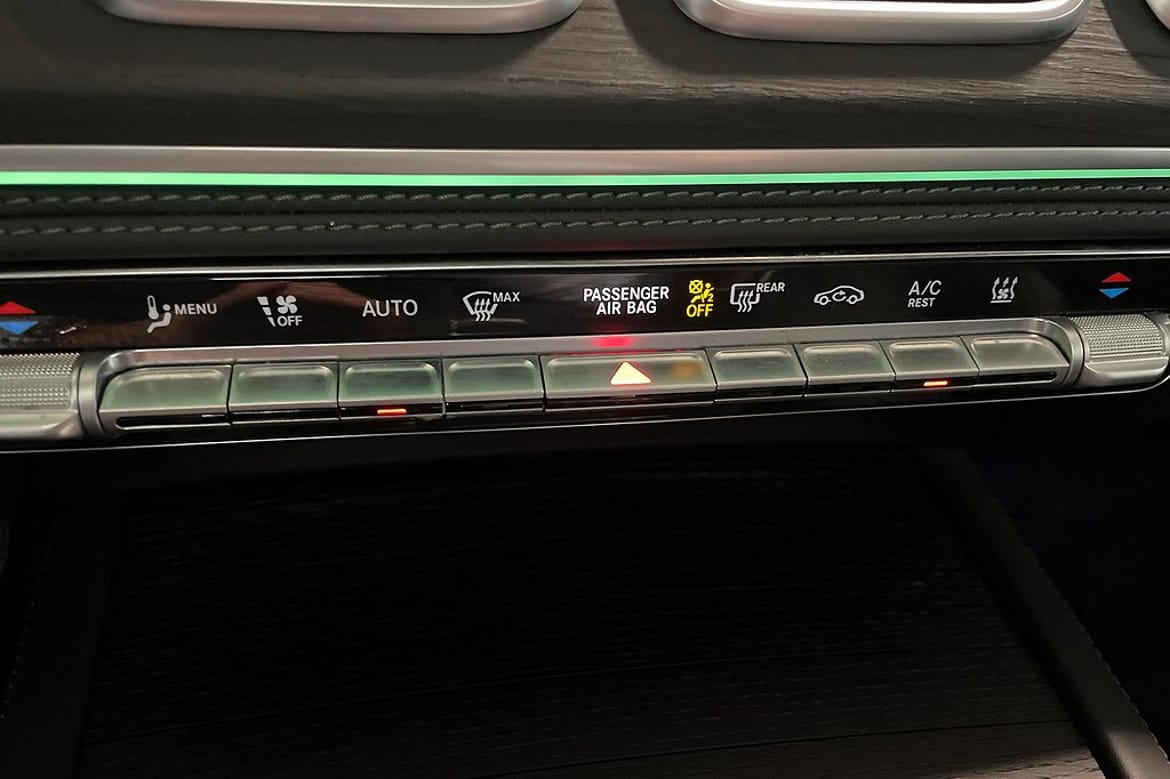 MENU
OFF
AUTO
MAX
PASSENGER
AIR BAG
OFF
REAR
A/C
REST